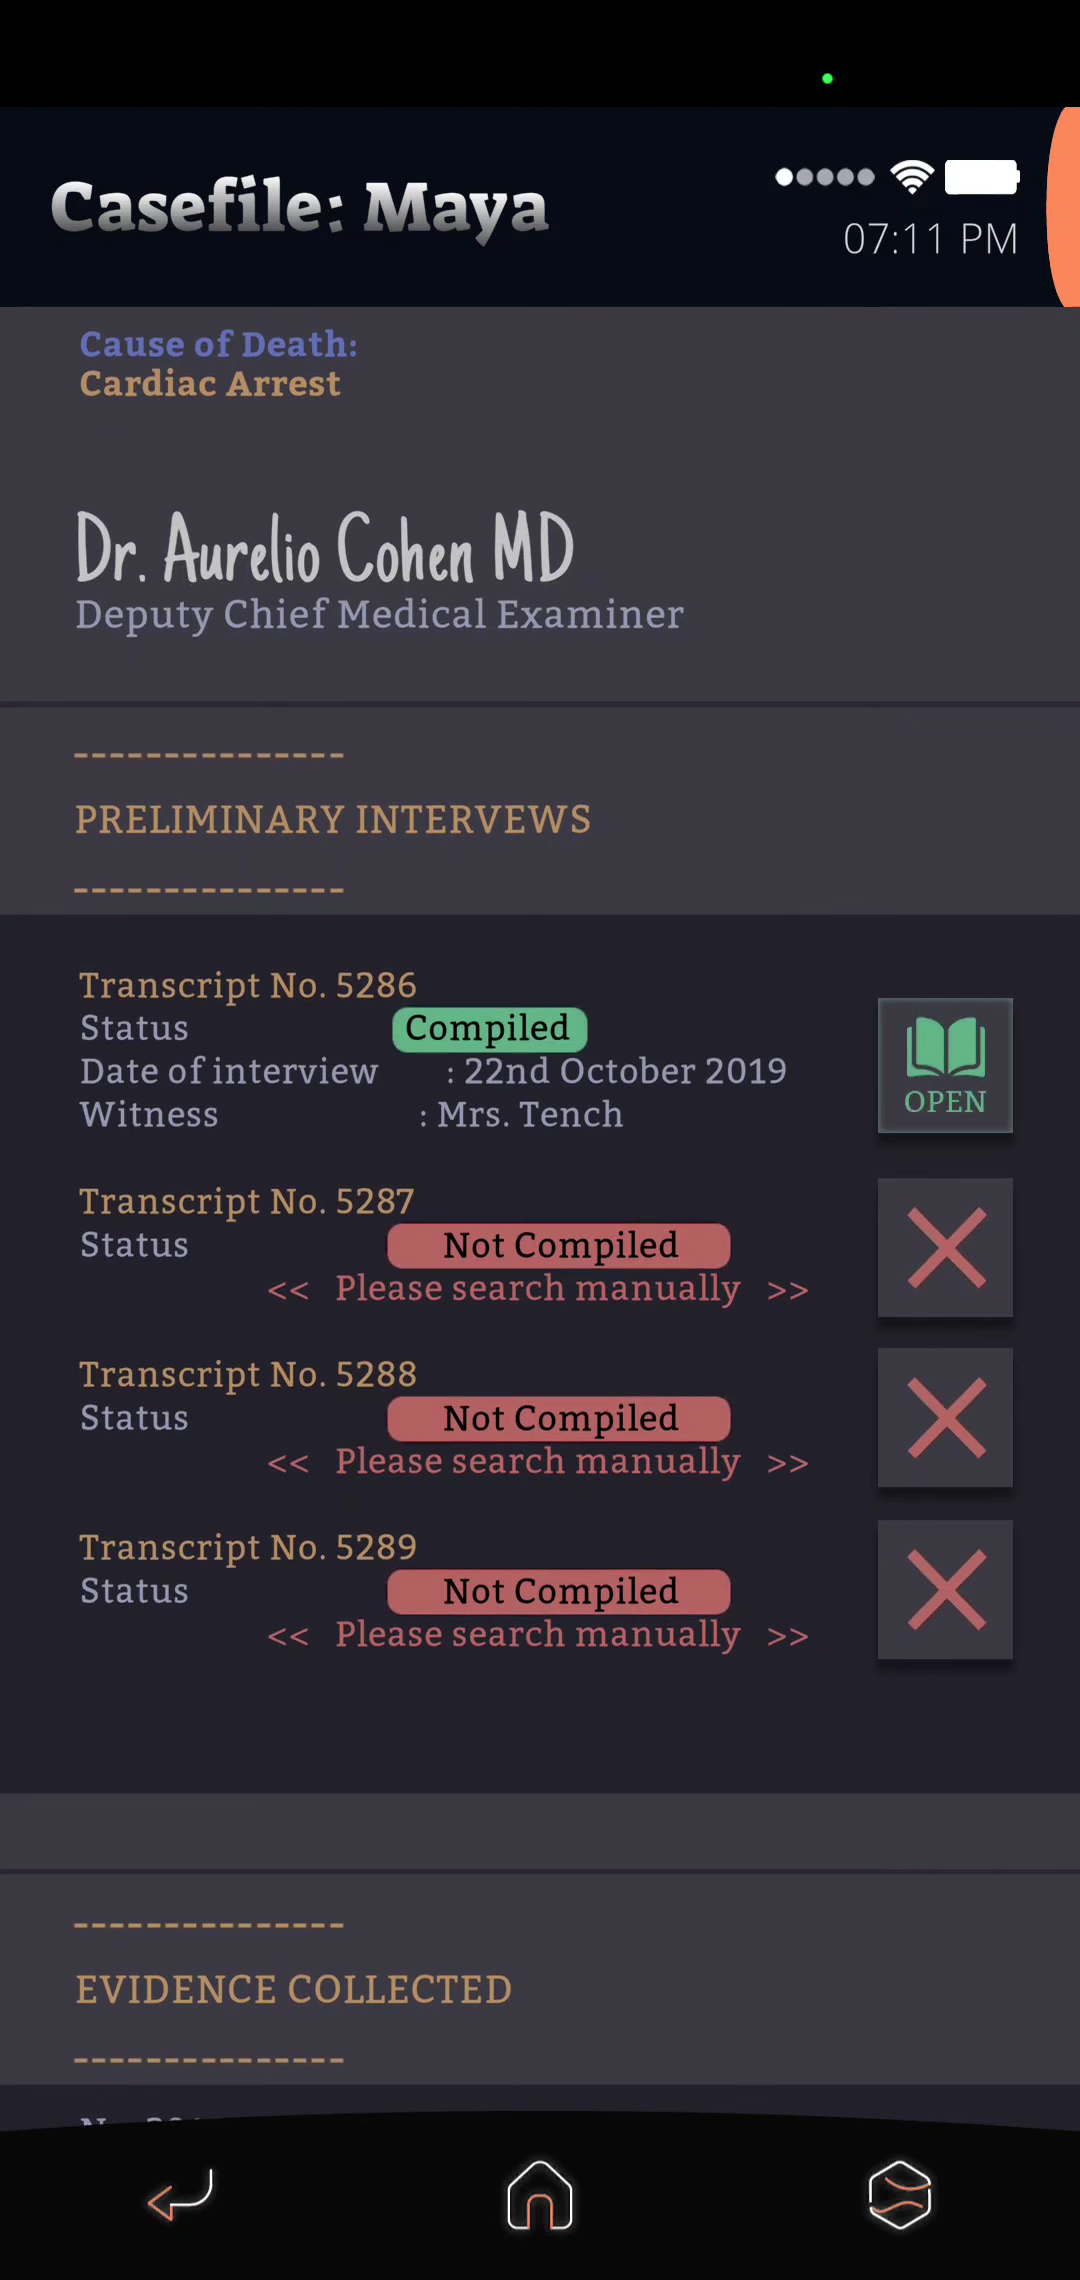 Casefile: Maya
07:11 PM
Cause of Death:
Cardiac Arrest
Dr. Aurelio Cohen MD
Deputy Chief Medical Examiner
---------------
PRELIMINARY INTERVEWS
---------------
Transcript No. 5286
Status Compiled
Date of interview : 22nd October 2019
Witness : Mrs. Tench
OPEN
Transcript No. 5287
Status Not Compiled
<< Please search manually >>
Transcript No. 5288
Status Not Compiled
<< Please search manually >>
Transcript No. 5289
Status Not Compiled
<< Please search manually >>
---------------
EVIDENCE COLLECTED
---------------